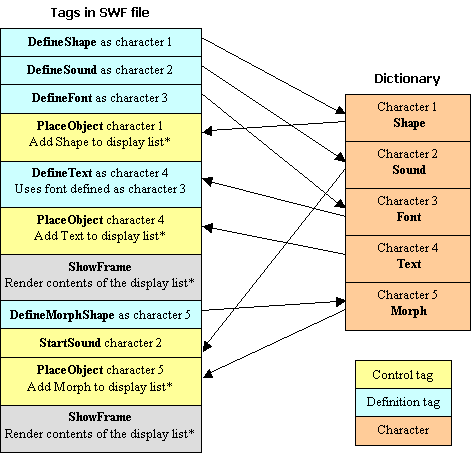 Tags in SWF file
DefineShape as character 1
DefineSound as character 2
DefineFont as character 3
PlaceObject character 1
Add Shape to display list*
DefineText as character 4
Uses font defined as character 3
PlaceObject character 4
Add Text to display list*
ShowFrame
Render contents of the display list*
DefineMorphShape as character 5
StartSound character 2
PlaceObject character 5
Add Morph to display list*
ShowFrame
Render contents of the display list*
Dictionary
Character 1
Shape
Character 2
Sound
Character 3
Font
Character 4
Text
Character 5
Morph
Control tag
Definition tag
Character